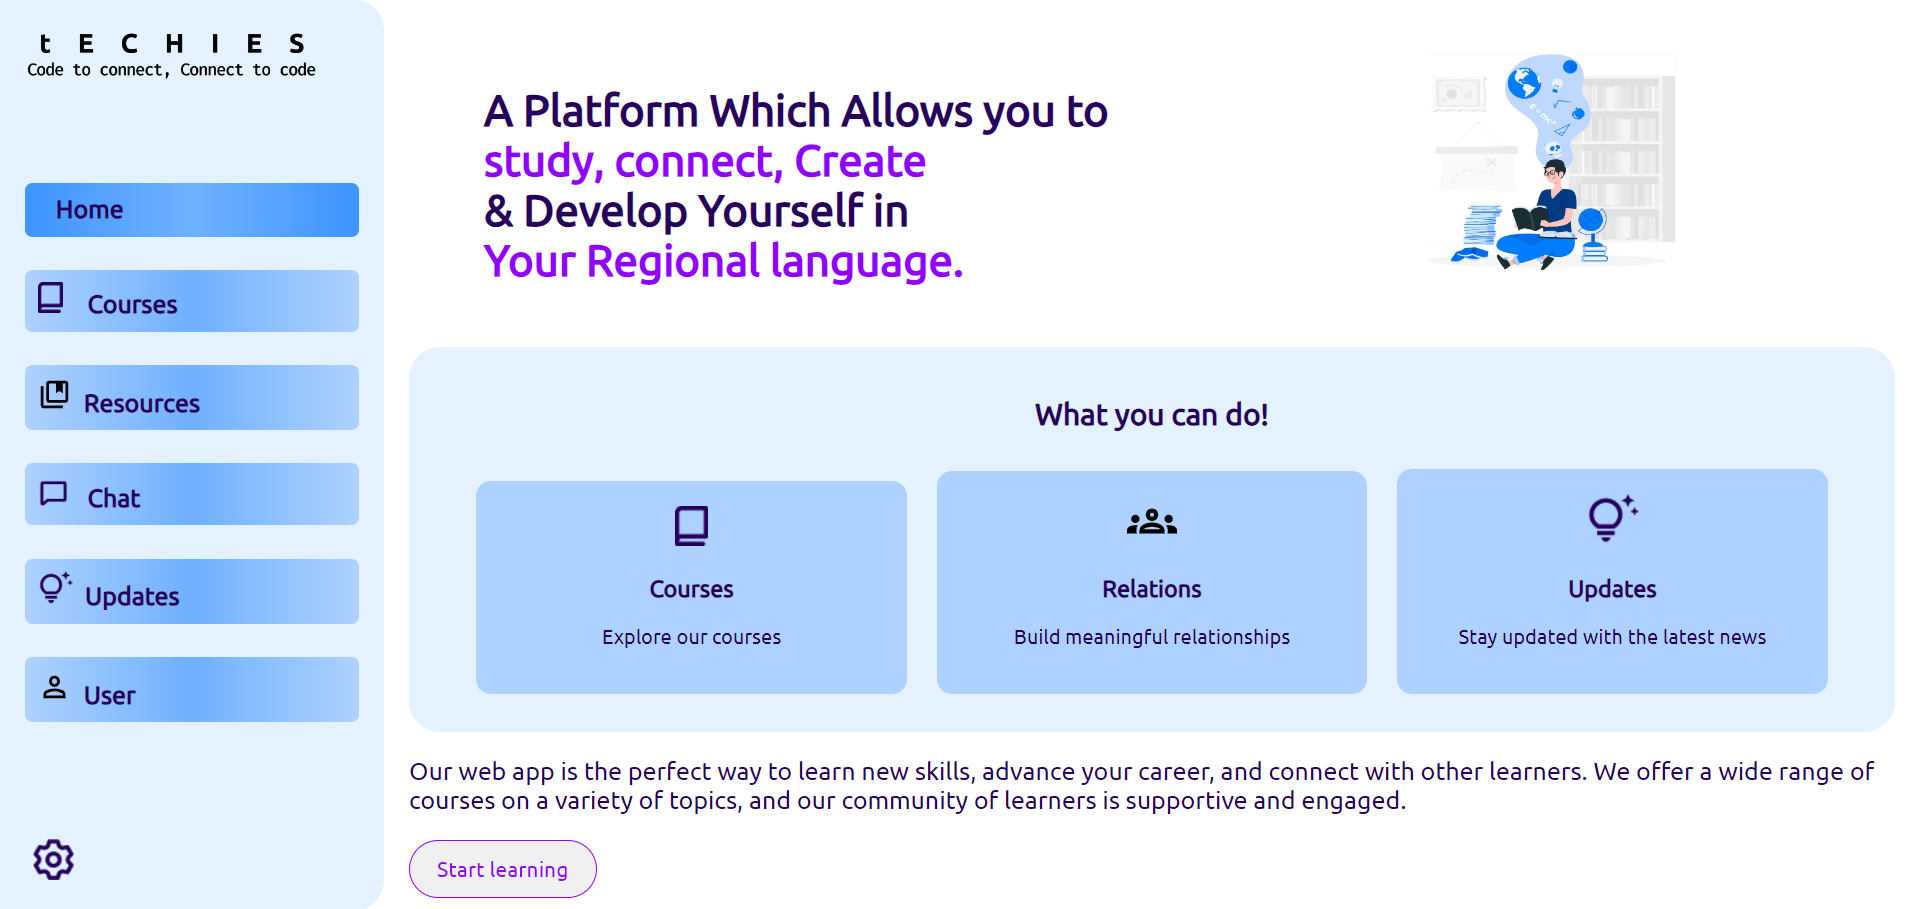 tECHIES
Code to connect, Connect to code
Home
Courses
Resources
Chat
Updates
User
A Platform Which Allows you to
study, connect, Create
& Develop Yourself in
Your Regional language.
E=mc²
What you can do!
Courses
Explore our courses
Relations
Build meaningful relationships
Updates
Stay updated with the latest news
Our web app is the perfect way to learn new skills, advance your career, and connect with other learners. We offer a wide range of
courses on a variety of topics, and our community of learners is supportive and engaged.
Start learning